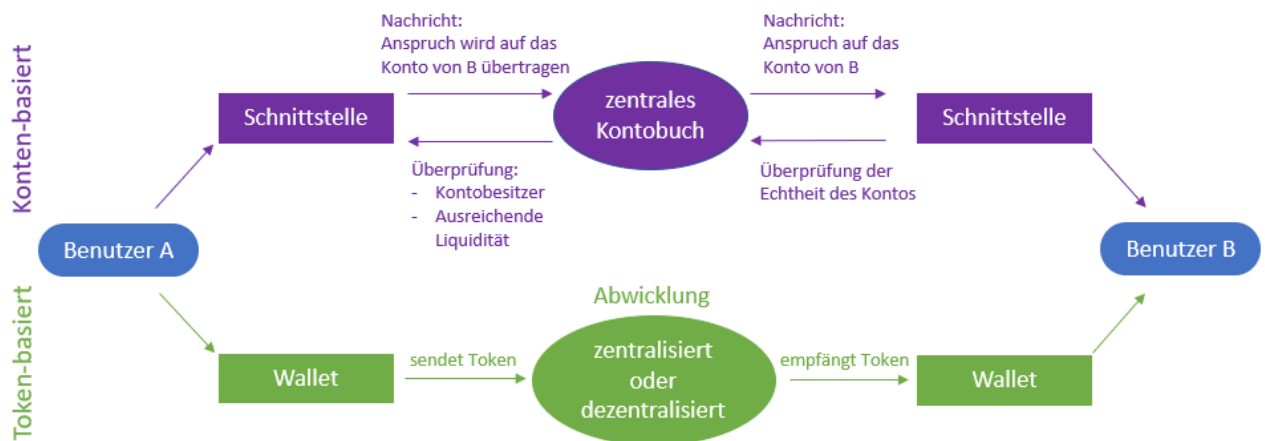 Konten-basiert
Nachricht:
Anspruch wird auf das
Konto von B übertragen
Nachricht:
Anspruch auf das
Konto von B
Schnittstelle
zentrales
Kontobuch
Schnittstelle
Überprüfung:
- Kontobesitzer
- Ausreichende
Liquidität
Überprüfung der
Echtheit des Kontos
Benutzer A
Benutzer B
Token-basiert
Abwicklung
Wallet
sendet Token
zentralisiert
oder
dezentralisiert
empfängt Token
Wallet